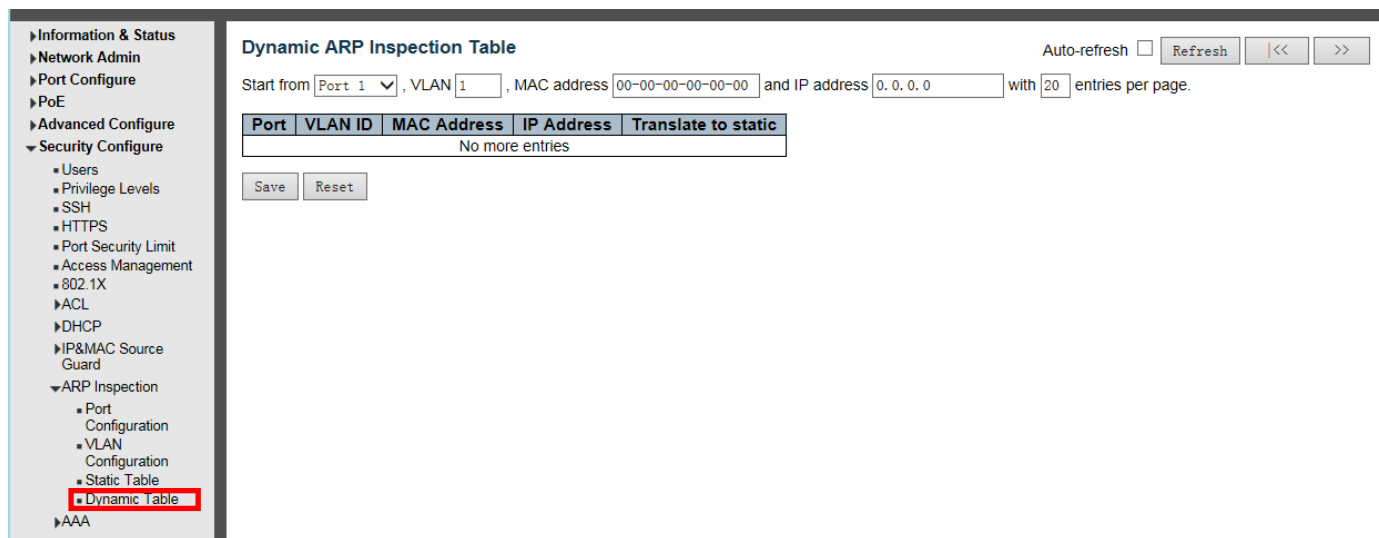 Information & Status
Network Admin
Port Configure
PoE
Advanced Configure
Security Configure
Users
Privilege Levels
SSH
HTTPS
Port Security Limit
Access Management
802.1X
ACL
DHCP
IP&MAC Source
Guard
ARP Inspection
Port
Configuration
VLAN
Configuration
Static Table
Dynamic Table
AAA
Dynamic ARP Inspection Table
Auto-refresh Refresh |<< >>
Start from Port 1 , VLAN 1 , MAC address 00-00-00-00-00-00 and IP address 0.0.0.0 with 20 entries per page.
Port VLAN ID MAC Address IP Address Translate to static
No more entries
Save Reset